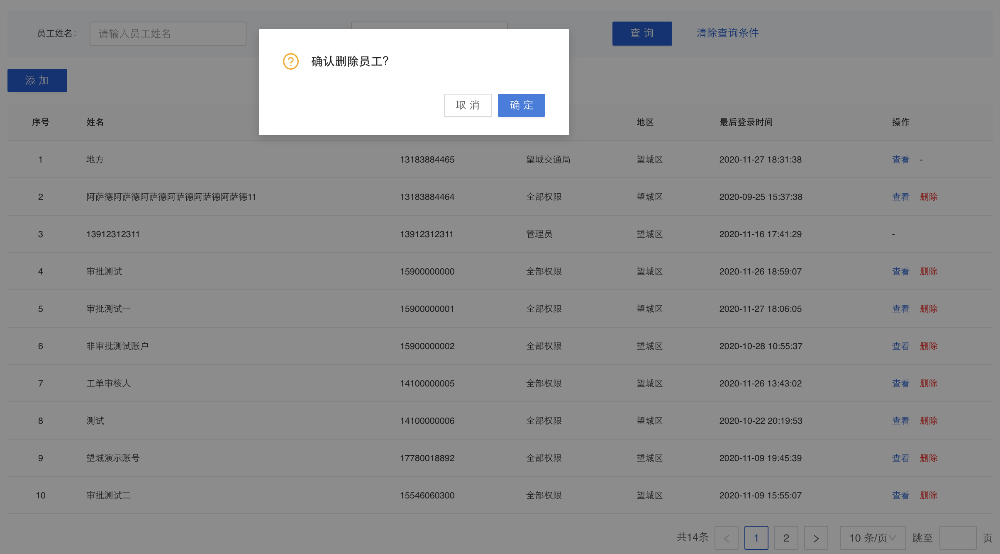 员工姓名: 请输入员工姓名 查 询 清除查询条件
确认删除员工?
取 消 确 定
添 加
序号 姓名 地区 最后登录时间 操作
1 地方 13183884465 望城交通局 望城区 2020-11-27 18:31:38 查看 -
2 阿萨德阿萨德阿萨德阿萨德阿萨德阿萨德11 13183884464 全部权限 望城区 2020-09-25 15:37:38 查看 删除
3 13912312311 13912312311 管理员 望城区 2020-11-16 17:41:29 -
4 审批测试 15900000000 全部权限 望城区 2020-11-26 18:59:07 查看 删除
5 审批测试一 15900000001 全部权限 望城区 2020-11-27 18:06:05 查看 删除
6 非审批测试账户 15900000002 全部权限 望城区 2020-10-28 10:55:37 查看 删除
7 工单审核人 14100000005 全部权限 望城区 2020-11-26 13:43:02 查看 删除
8 测试 14100000006 全部权限 望城区 2020-10-22 20:19:53 查看 删除
9 望城演示账号 17780018892 全部权限 望城区 2020-11-09 19:45:39 查看 删除
10 审批测试二 15546060300 全部权限 望城区 2020-11-09 15:55:07 查看 删除
共14条 < 1 2 > 10 条/页 跳至 页